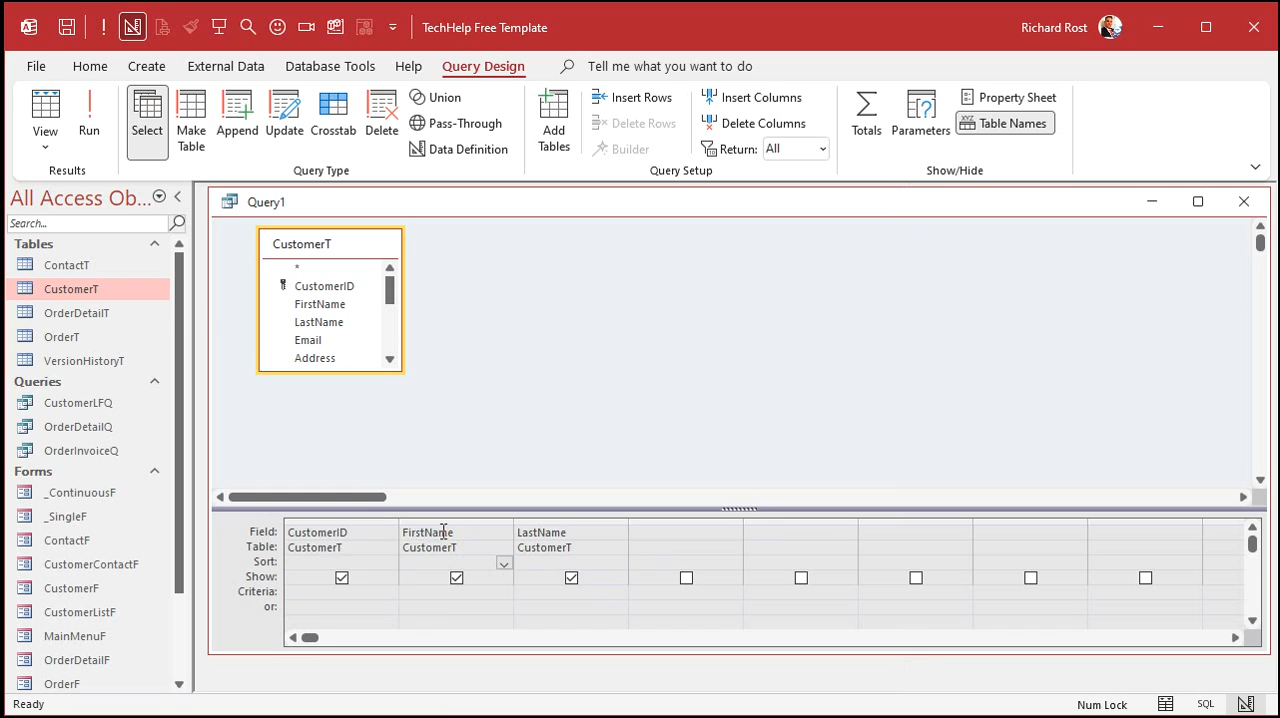 TechHelp Free Template
Richard Rost
File Home Create External Data Database Tools Help Query Design Tell me what you want to do
View
Run
Results
Select
Make Table
Append
Update
Crosstab
Delete
Union
Pass-Through
Data Definition
Query Type
Add Tables
Insert Rows
Delete Rows
Builder
Insert Columns
Delete Columns
Return: All
Query Setup
Totals
Parameters
Property Sheet
XYZ Table Names
Show/Hide
All Access Ob...
Search...
Tables
ContactT
CustomerT
OrderDetailT
OrderT
VersionHistoryT
Queries
CustomerLFQ
OrderDetailQ
OrderInvoiceQ
Forms
_ContinuousF
_SingleF
ContactF
CustomerContactF
CustomerF
CustomerListF
MainMenuF
OrderDetailF
OrderF
Query1
CustomerT
*
CustomerID
FirstName
LastName
Email
Address
Field: CustomerID FirstName LastName
Table: CustomerT CustomerT CustomerT
Sort:
Show:
Criteria:
or:
Ready
Num Lock
SQL